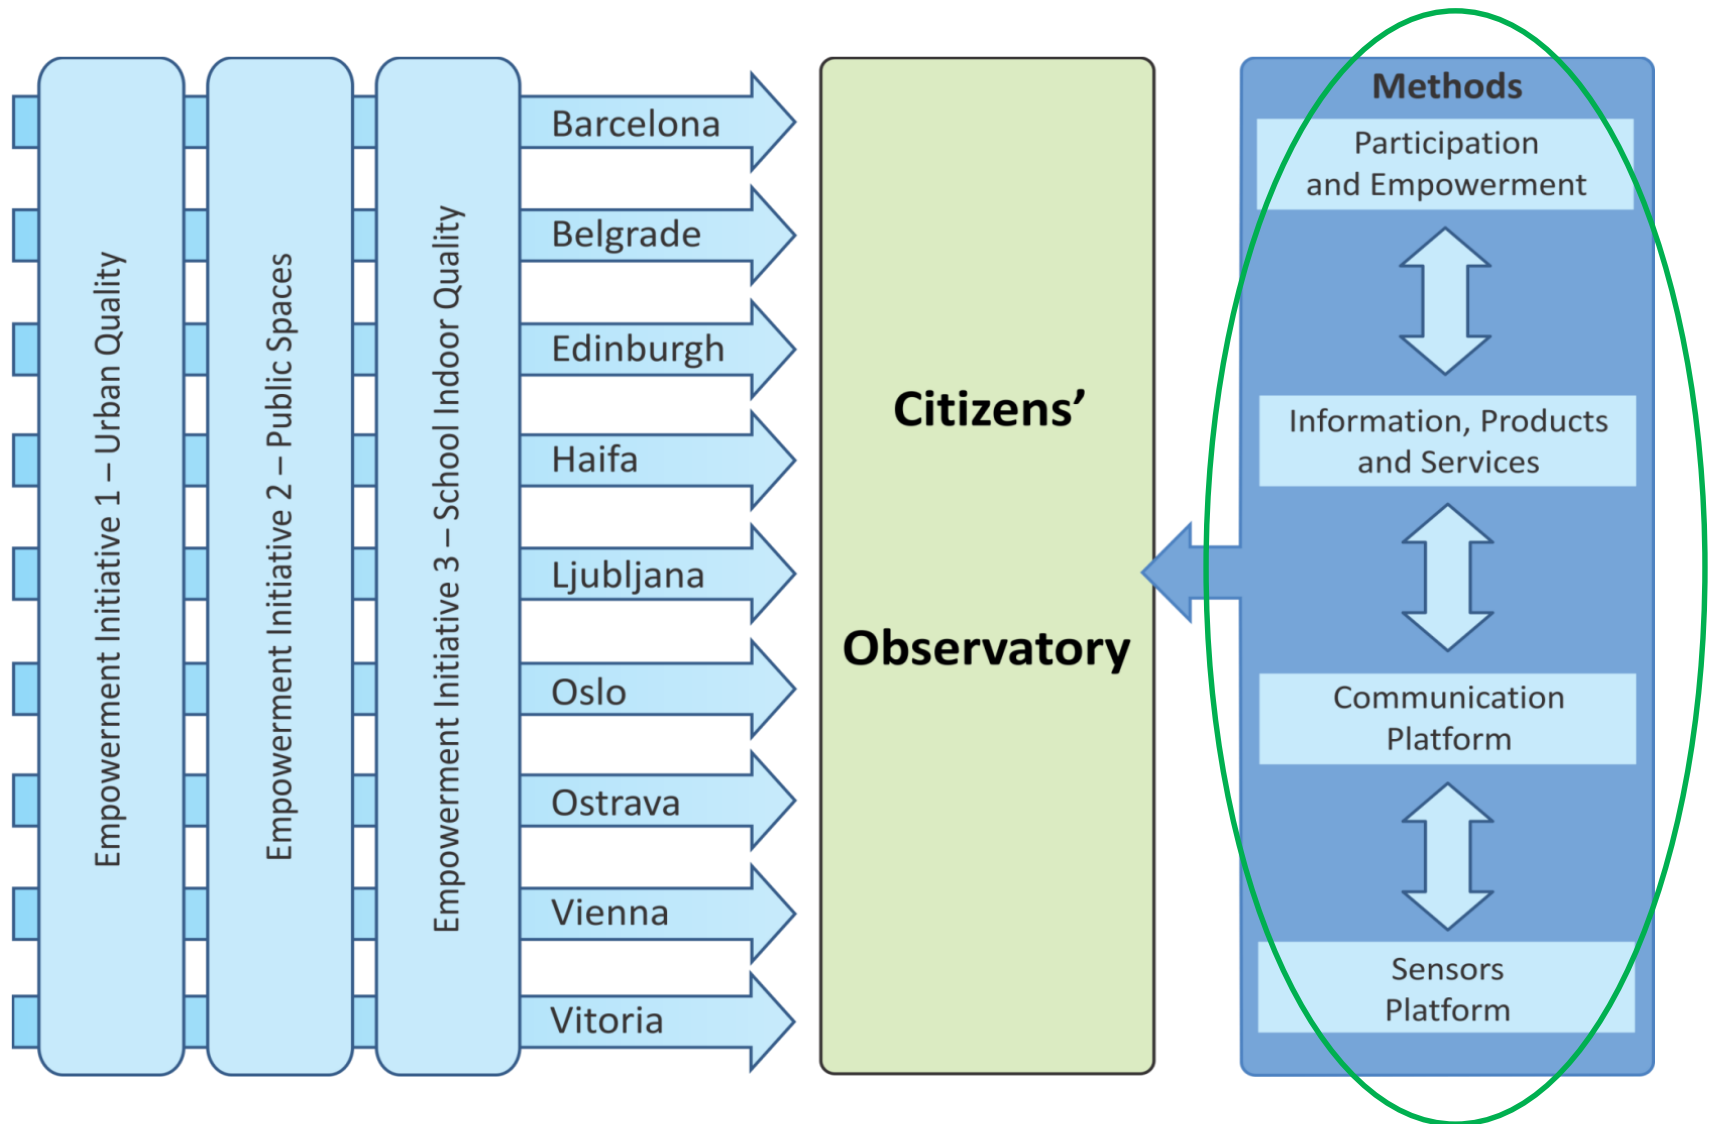 Empowerment Initiative 1 – Urban Quality
Empowerment Initiative 2 – Public Spaces
Empowerment Initiative 3 – School Indoor Quality
Barcelona
Belgrade
Edinburgh
Haifa
Ljubljana
Oslo
Ostrava
Vienna
Vitoria
Citizens’
Observatory
Methods
Participation
and Empowerment
Information, Products
and Services
Communication
Platform
Sensors
Platform